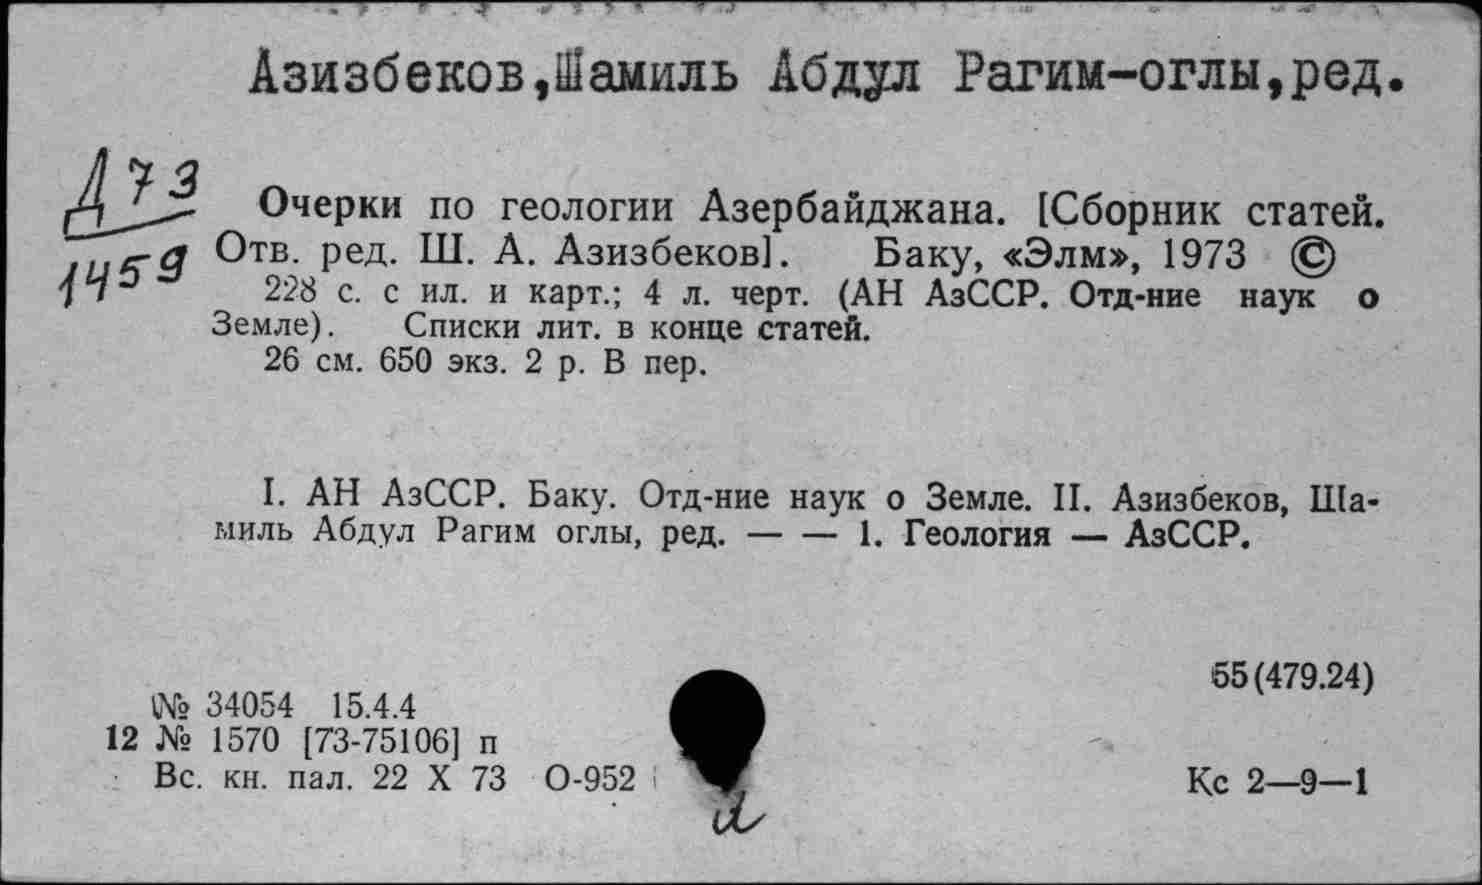 Азизбеков,Шамиль Абдул Рагим-оглы,ред.
Д73
1459
Очерки по геологии Азербайджана. [Сборник статей.
Отв. ред. Ш. А. Азизбеков]. Баку, «Элм», 1973 ©
228 с. с ил. и карт.; 4 л. черт. (АН АзССР. Отд-ние наук о
Земле). Списки лит. в конце статей.
26 см. 650 экз. 2 р. В пер.
I. АН АзССР. Баку. Отд-ние наук о Земле. II. Азизбеков, Ша-
миль Абдул Рагим оглы, ред. — — 1. Геология — АзССР.
55(479.24)
№ 34054 15.4.4
12 № 1570 [73-75106] п
Вс. кн. пал. 22 X 73 О-952
Кс 2—9—1